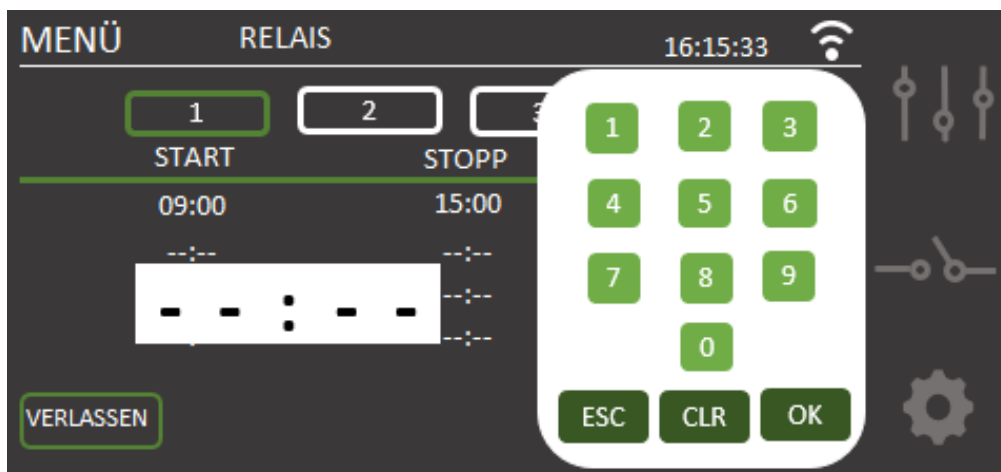 MENÜ RELAIS 16:15:33
1 2
START STOPP
09:00 15:00
--:-- --:--
- - : - - --:--
--:--
VERLASSEN
1 2 3
4 5 6
7 8 9
0
ESC CLR OK